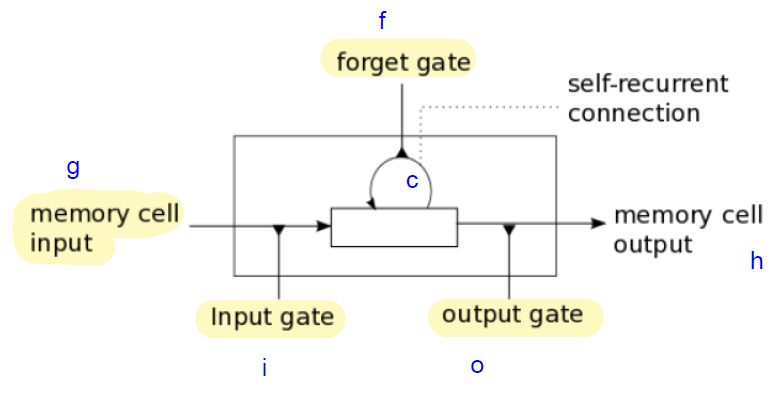 f
forget gate
self-recurrent
connection
g
c
memory cell
input
memory cell
output
h
Input gate
output gate
i
o